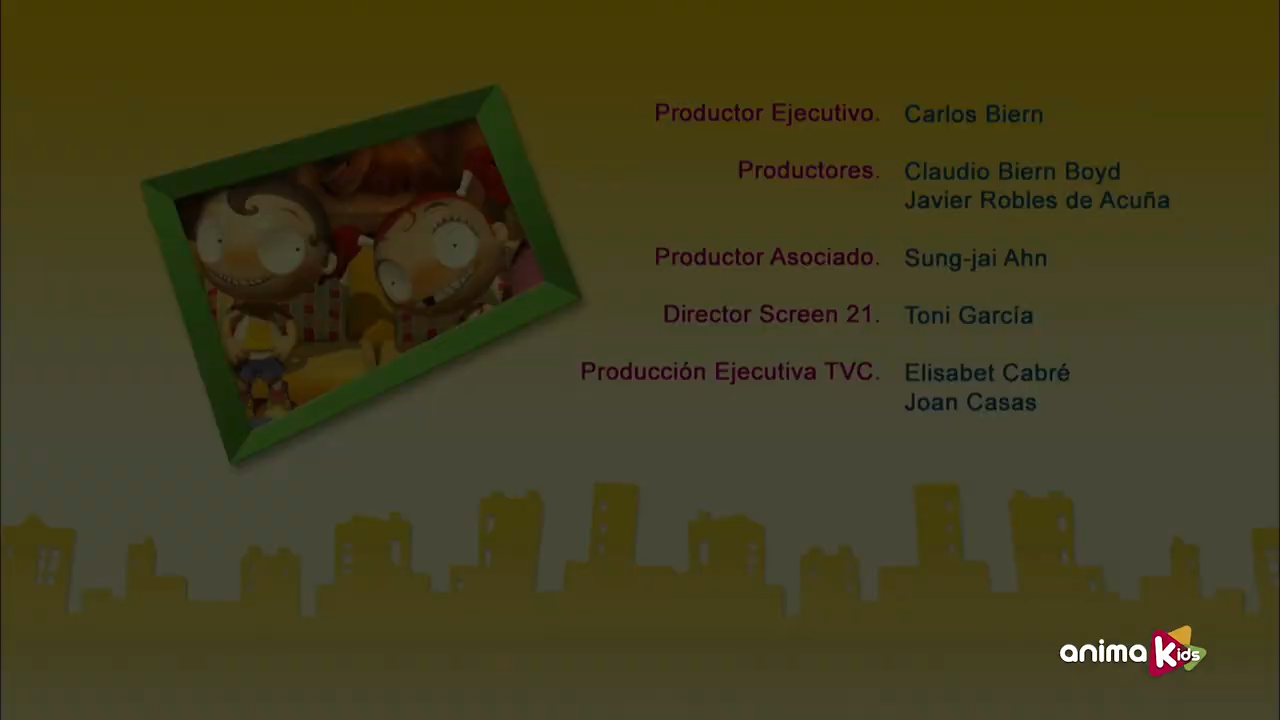 Productor Ejecutivo. Carlos Biern
Productores. Claudio Biern Boyd
Javier Robles de Acuña
Productor Asociado. Sung-jai Ahn
Director Screen 21. Toni García
Producción Ejecutiva TVC. Elisabet Cabré
Joan Casas
anima kids